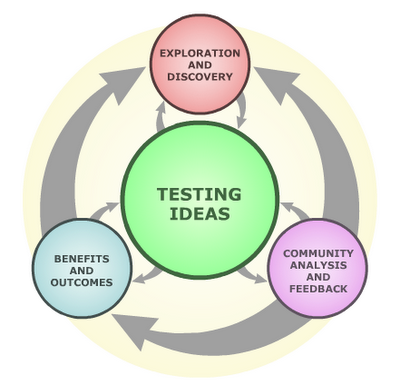 EXPLORATION
AND
DISCOVERY
TESTING
IDEAS
BENEFITS
AND
OUTCOMES
COMMUNITY
ANALYSIS
AND
FEEDBACK